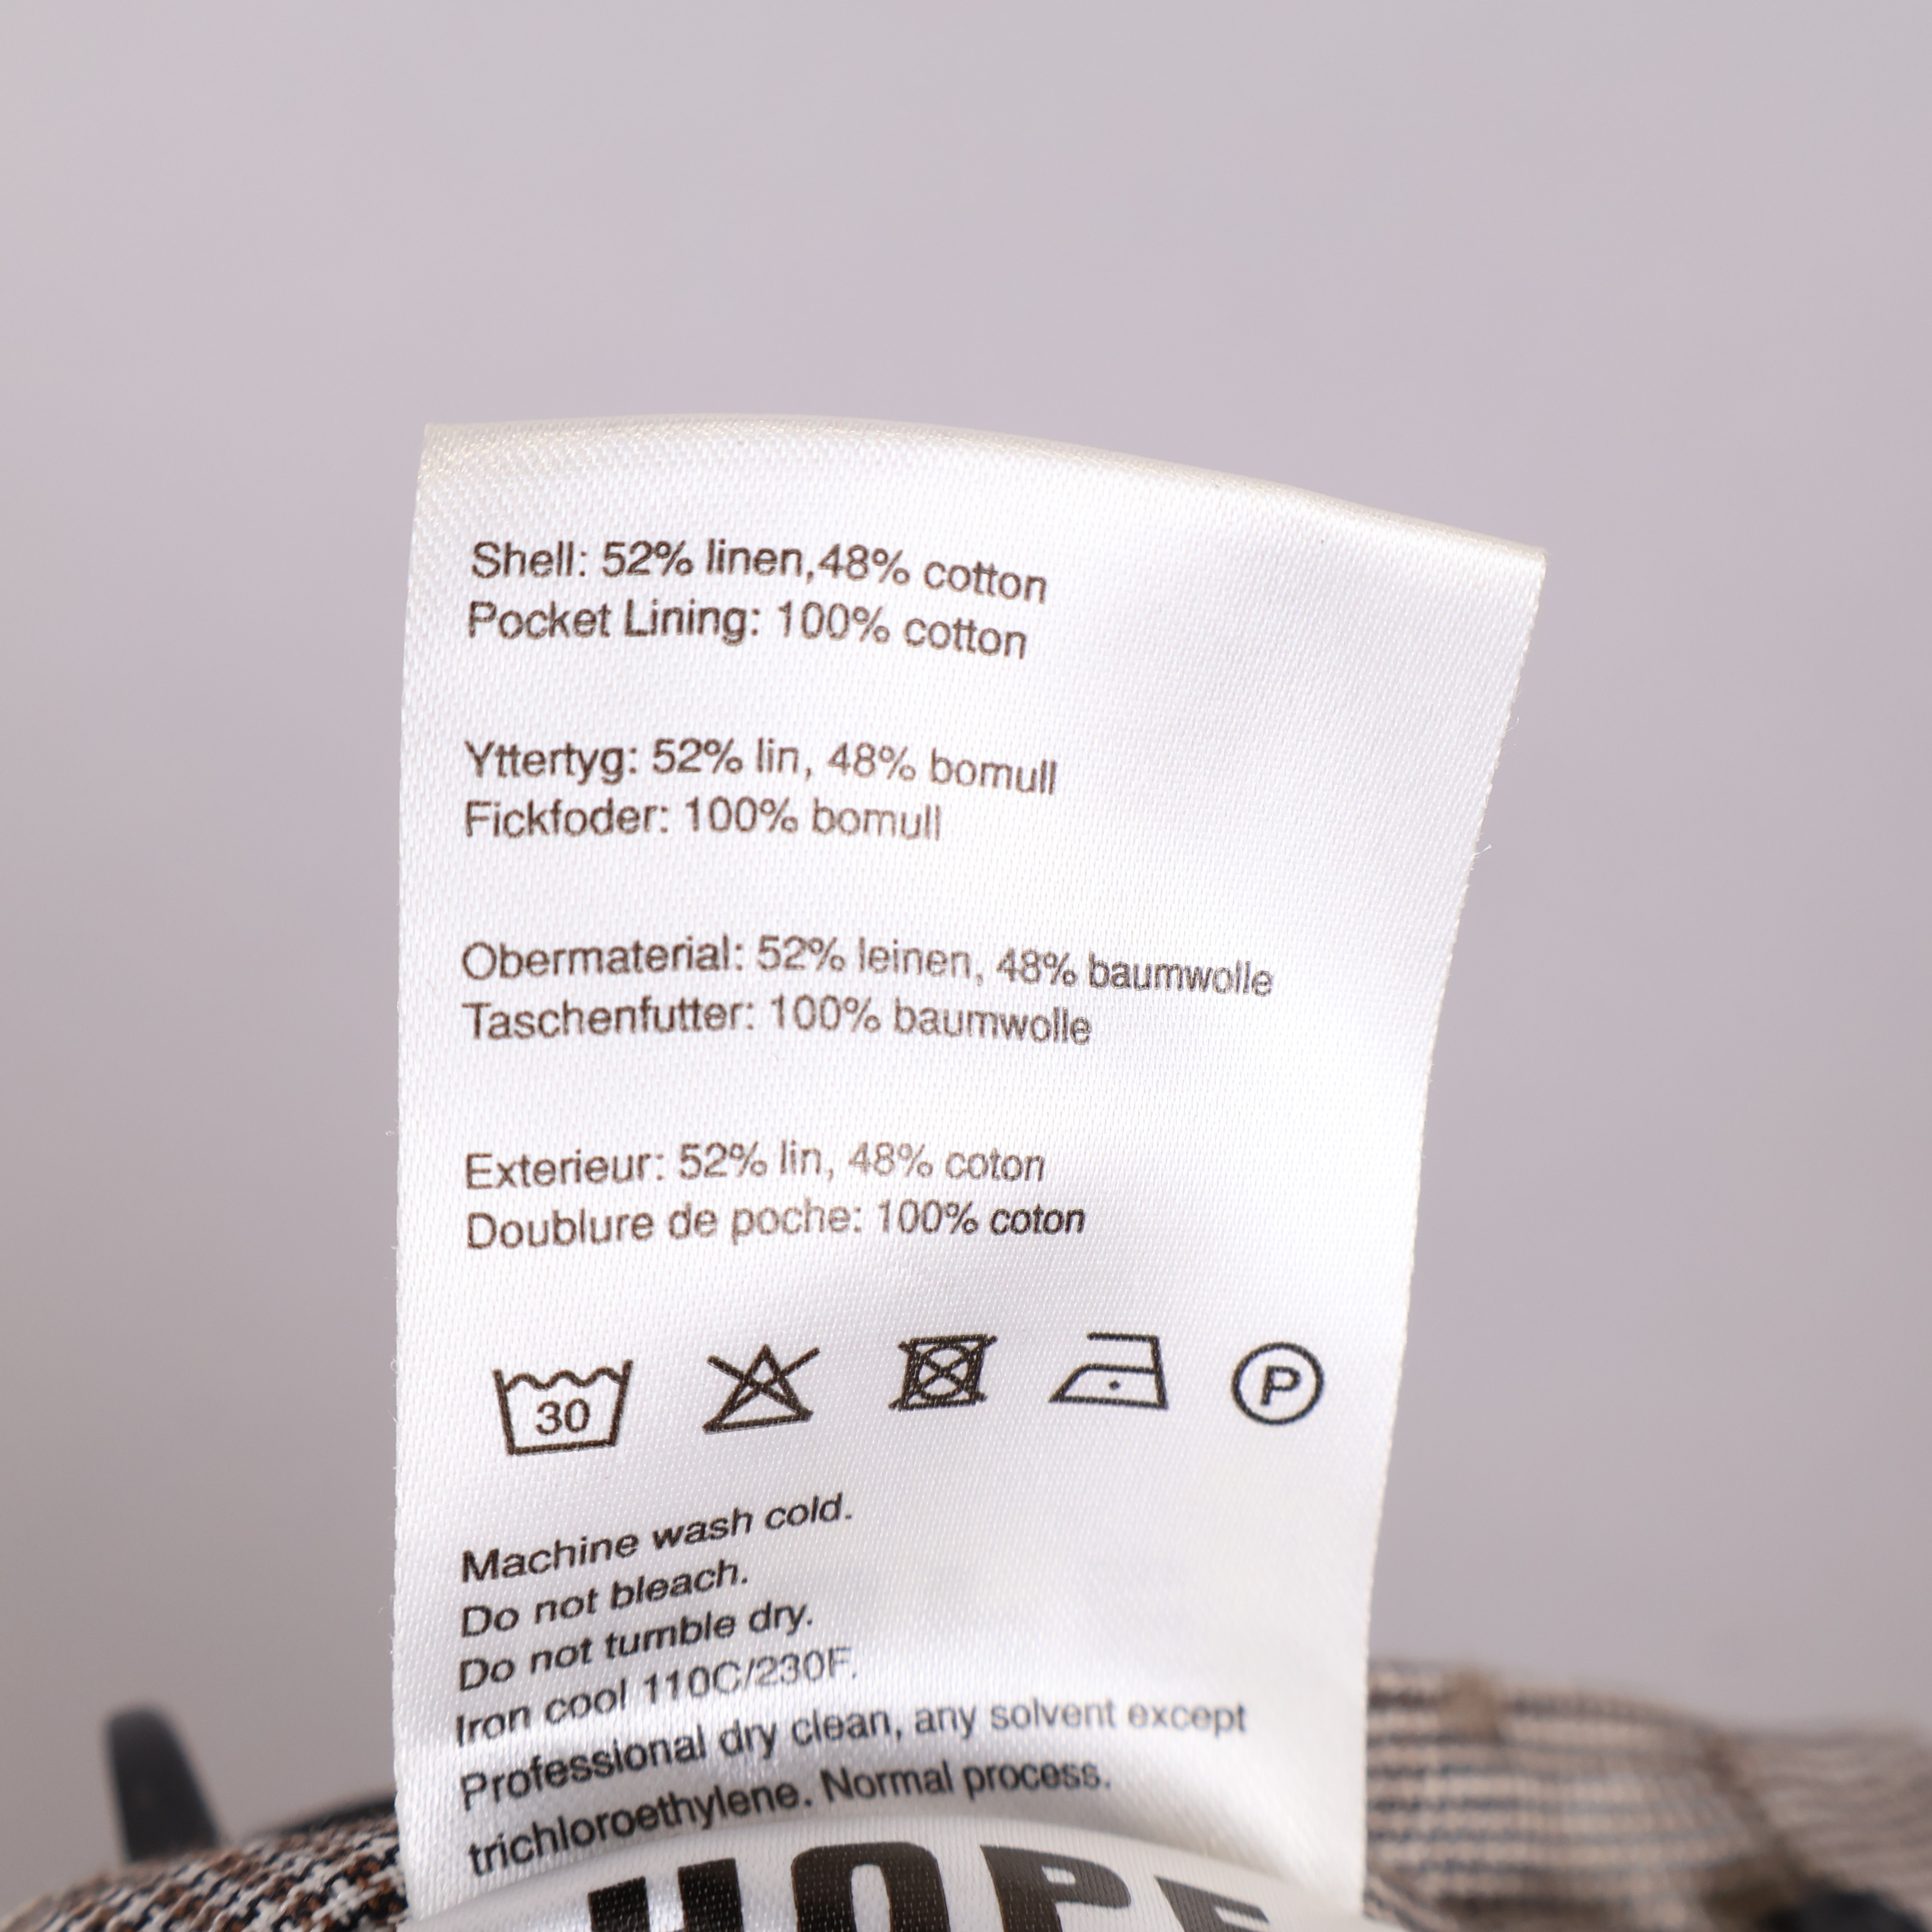 Shell: 52% linen,48% cotton
Pocket Lining: 100% cotton
Yttertyg: 52% lin, 48% bomull
Fickfoder: 100% bomull
Obermaterial: 52% leinen, 48% baumwolle
Taschenfutter: 100% baumwolle
Exterieur: 52% lin, 48% coton
Doublure de poche: 100% coton
30
P
Machine wash cold.
Do not bleach.
Do not tumble dry.
Iron cool 110C/230F.
Professional dry clean, any solvent except
trichloroethylene. Normal process.
HOPE